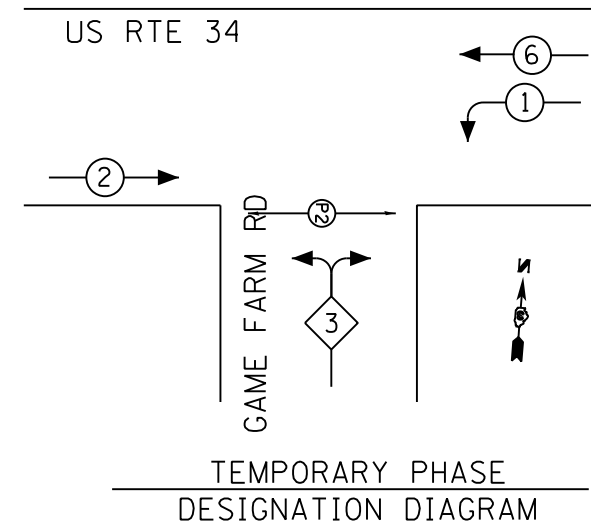 US RTE 34
6
1
2
P2
GAME FARM RD
3
N
TEMPORARY PHASE
DESIGNATION DIAGRAM